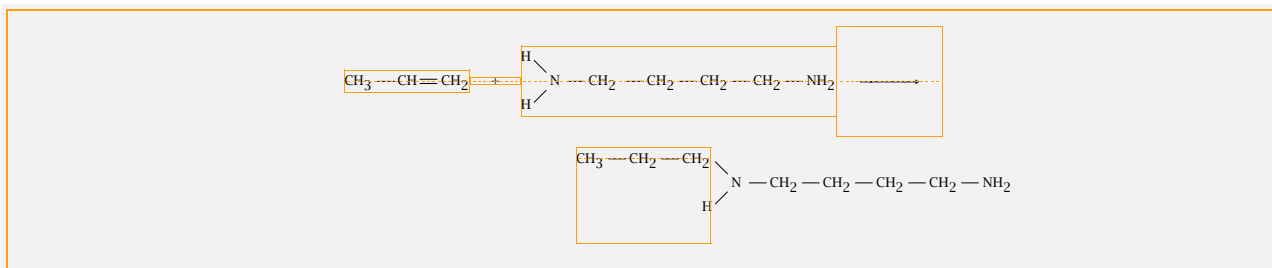 H
CH3 — CH = CH2 + N — CH2 — CH2 — CH2 — CH2 — NH2 ⟶
H
CH3 — CH2 — CH2
N — CH2 — CH2 — CH2 — CH2 — NH2
H